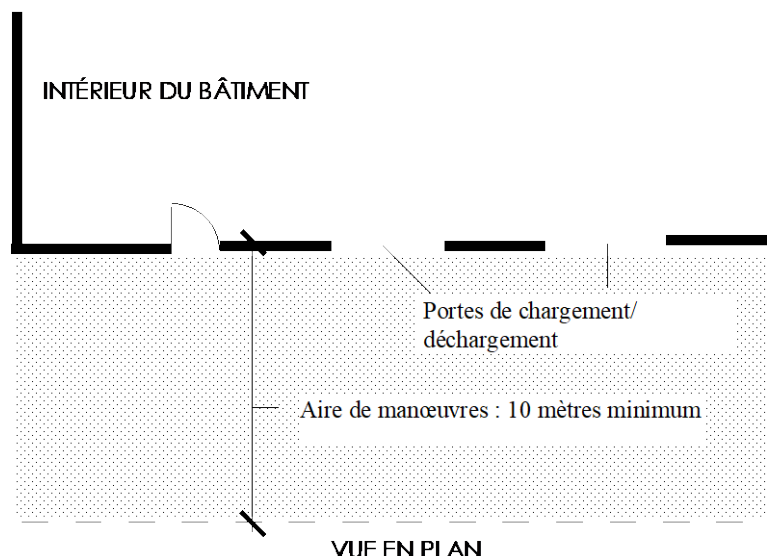 INTÉRIEUR DU BÂTIMENT
Portes de chargement/
déchargement
Aire de manœuvres : 10 mètres minimum
VUE EN PLAN